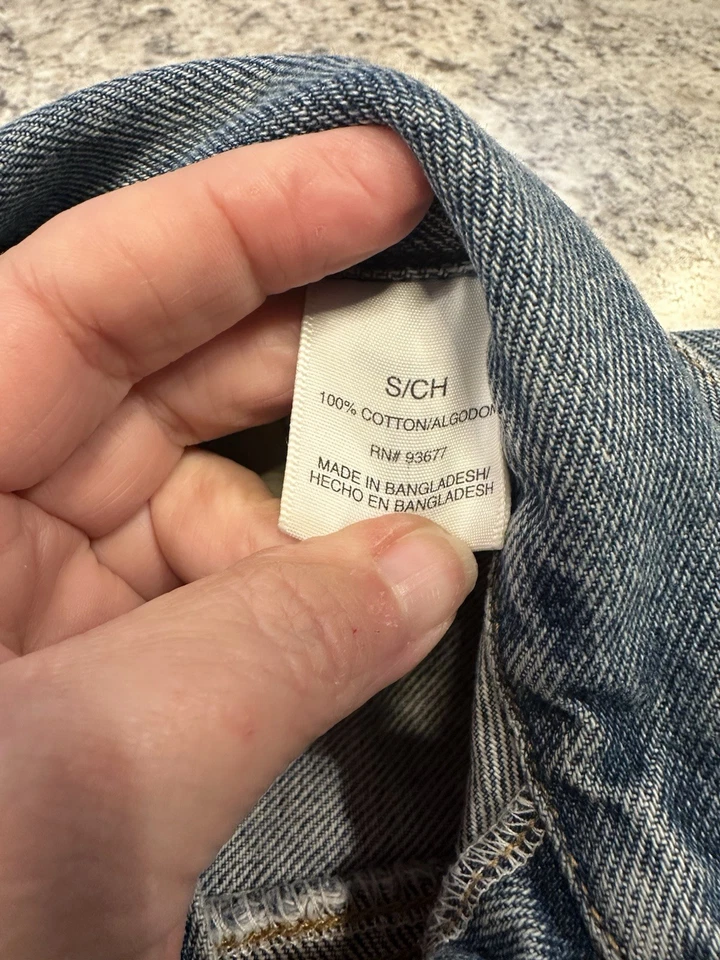 S/CH
100% COTTON/ALGODON
RN# 93677
MADE IN BANGLADESH/
HECHO EN BANGLADESH